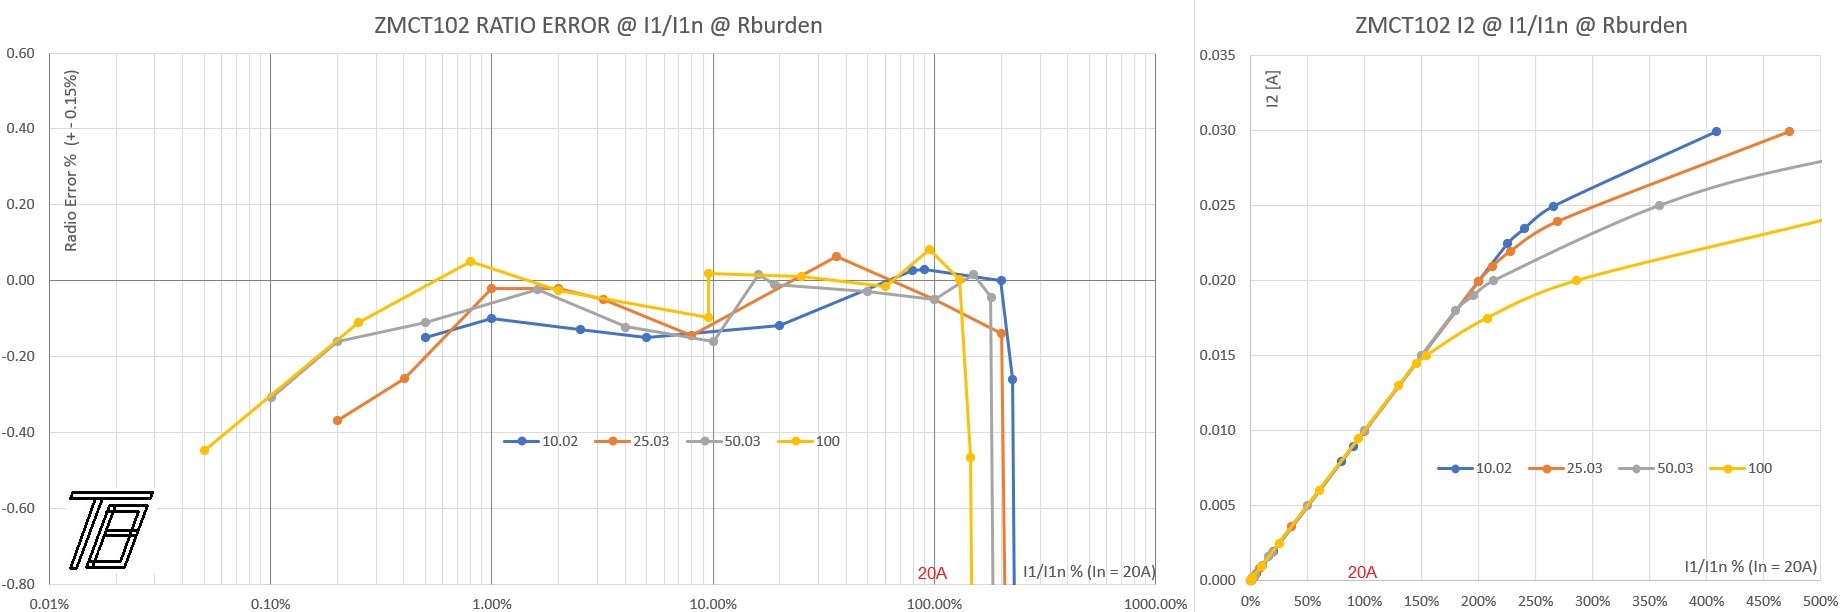 ZMCT102 RATIO ERROR @ I1/I1n @ Rburden
Radio Error % (+ - 0.15%)
0.60
0.40
0.20
0.00
-0.20
-0.40
-0.60
-0.80
10.02 25.03 50.03 100
TB
20A
I1/I1n % (In = 20A)
0.01% 0.10% 1.00% 10.00% 100.00% 1000.00%
ZMCT102 I2 @ I1/I1n @ Rburden
I2 [A]
0.035
0.030
0.025
0.020
0.015
0.010
0.005
0.000
10.02 25.03 50.03 100
20A
I1/I1n % (In = 20A)
0% 50% 100% 150% 200% 250% 300% 350% 400% 450% 500%